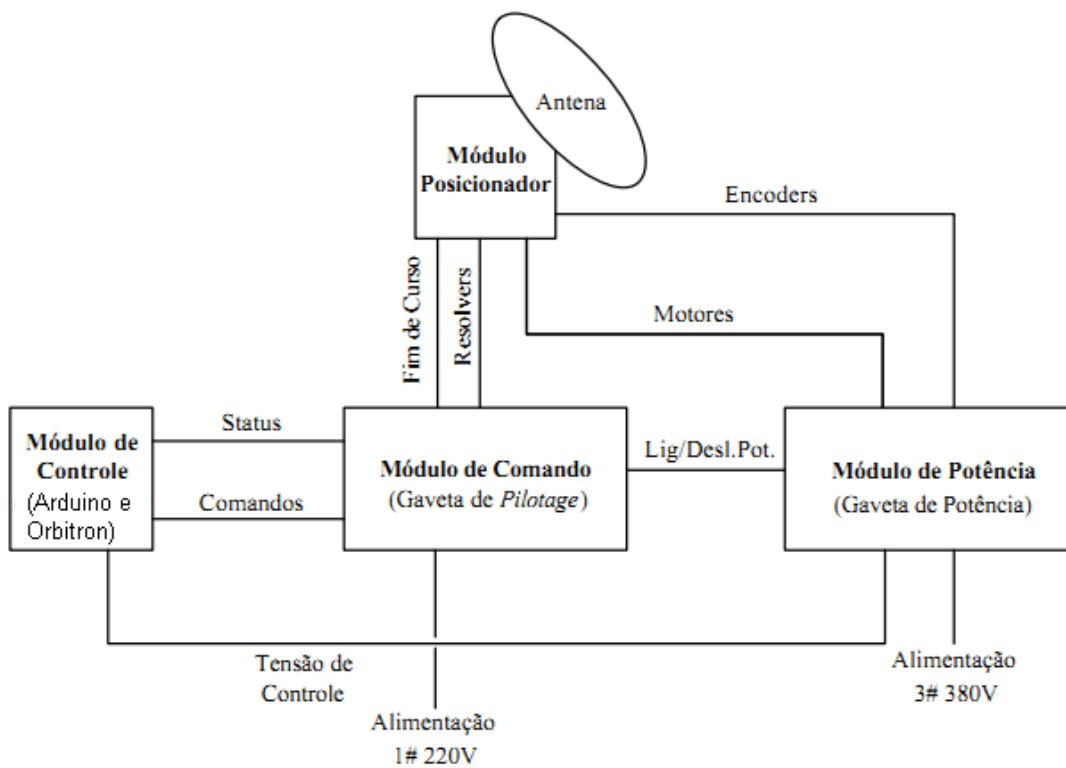 Antena
Módulo
Posicionador
Encoders
Fim de Curso
Resolvers
Motores
Status
Módulo de
Controle
(Arduino e
Orbitron)
Comandos
Módulo de Comando
(Gaveta de Pilotage)
Lig/Desl.Pot.
Módulo de Potência
(Gaveta de Potência)
Tensão de
Controle
Alimentação
1# 220V
Alimentação
3# 380V